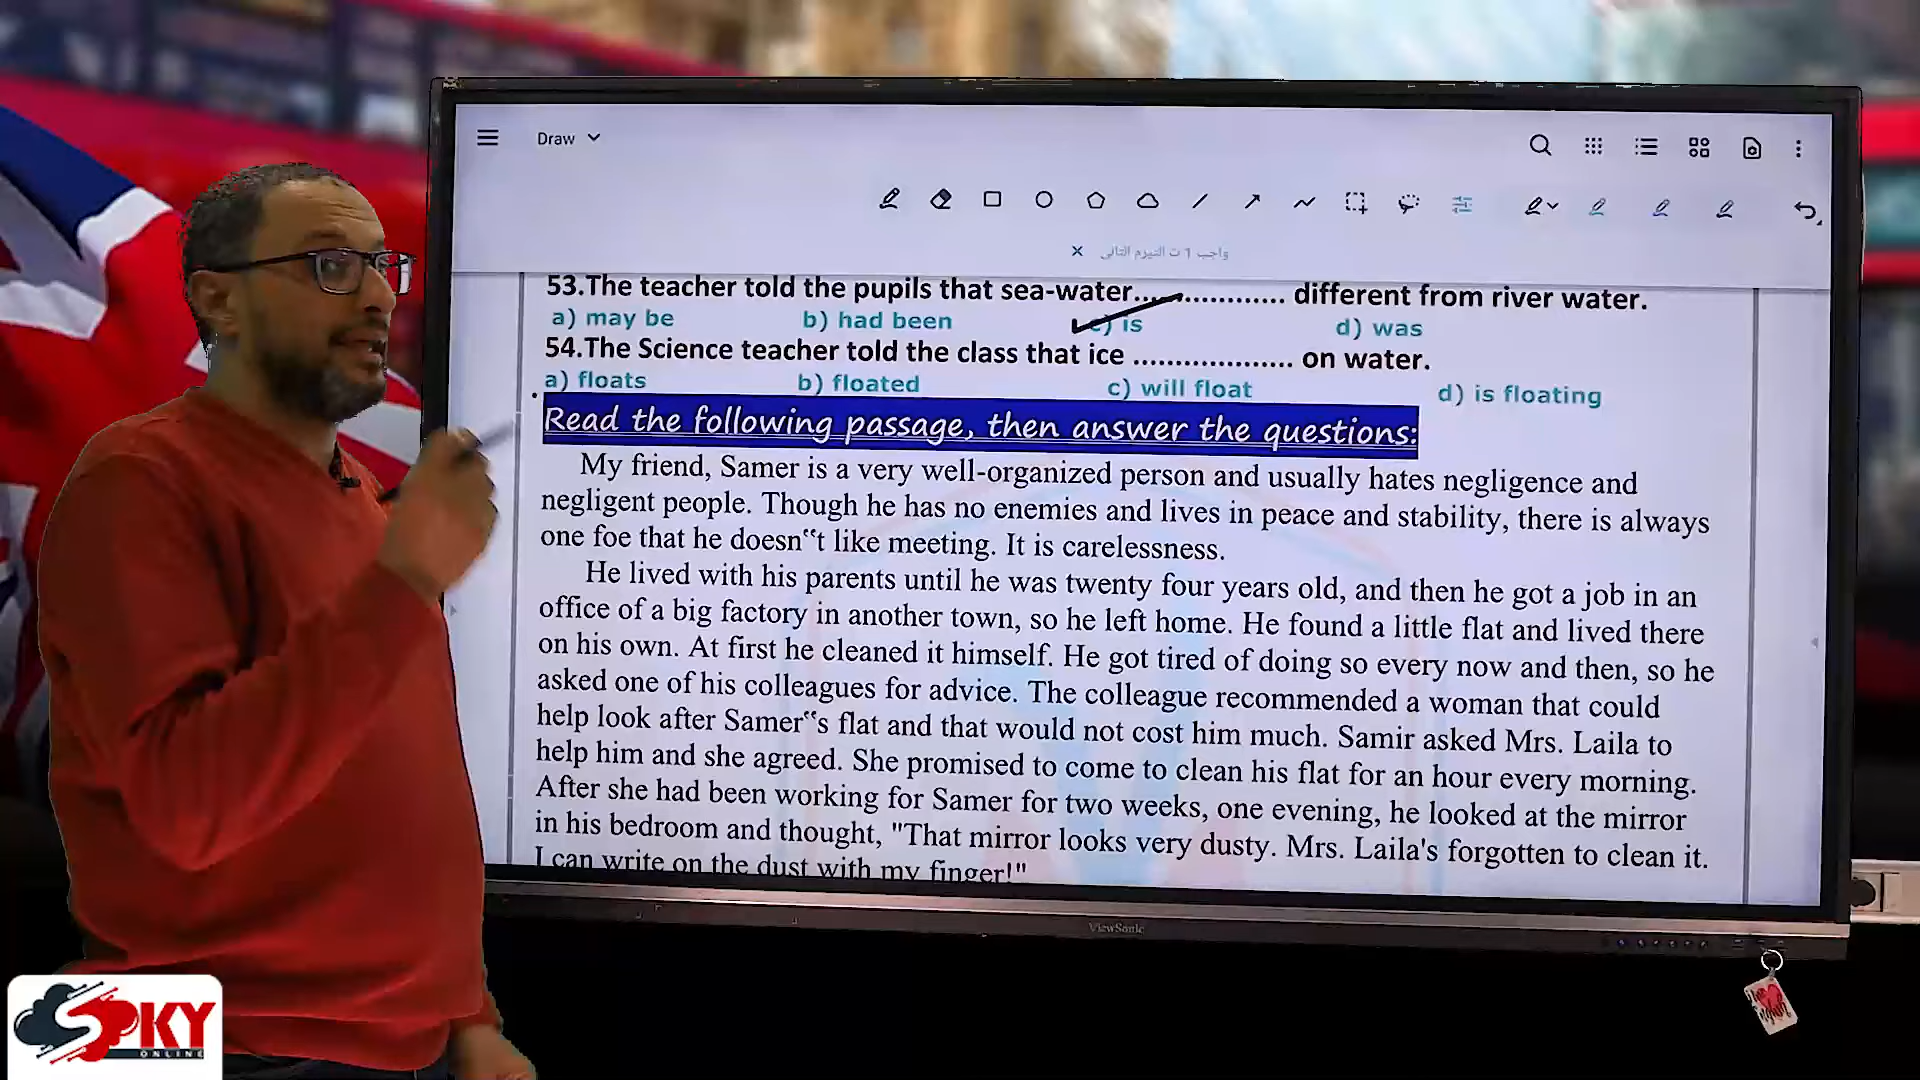 Draw
واجب 1 ت التيرم التانى
53.The teacher told the pupils that sea-water..................... different from river water.
a) may be b) had been c) is d) was
54.The Science teacher told the class that ice ................... on water.
a) floats b) floated c) will float d) is floating
Read the following passage, then answer the questions:
My friend, Samer is a very well-organized person and usually hates negligence and
negligent people. Though he has no enemies and lives in peace and stability, there is always
one foe that he doesn‟t like meeting. It is carelessness.
He lived with his parents until he was twenty four years old, and then he got a job in an
office of a big factory in another town, so he left home. He found a little flat and lived there
on his own. At first he cleaned it himself. He got tired of doing so every now and then, so he
asked one of his colleagues for advice. The colleague recommended a woman that could
help look after Samer‟s flat and that would not cost him much. Samir asked Mrs. Laila to
help him and she agreed. She promised to come to clean his flat for an hour every morning.
After she had been working for Samer for two weeks, one evening, he looked at the mirror
in his bedroom and thought, "That mirror looks very dusty. Mrs. Laila's forgotten to clean it.
I can write on the dust with my finger!"
ViewSonic
SPKY
ONLINE